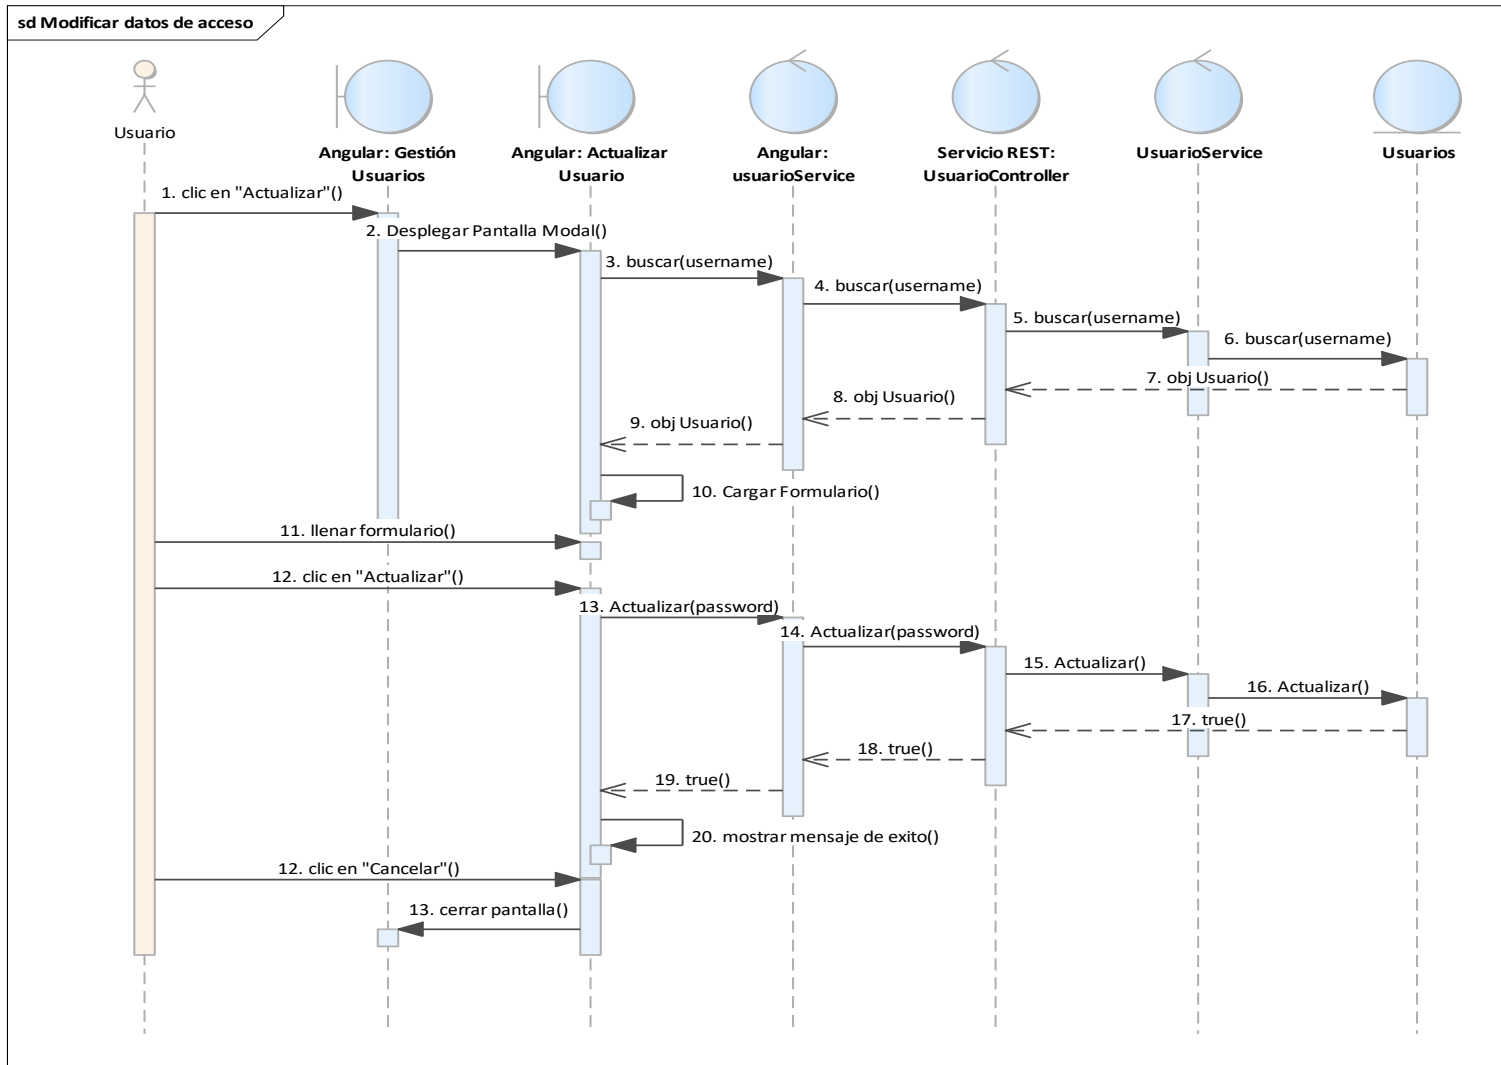 sd Modificar datos de acceso
Usuario
Angular: Gestión
Usuarios
Angular: Actualizar
Usuario
Angular:
usuarioService
Servicio REST:
UsuarioController
UsuarioService
Usuarios
1. clic en "Actualizar"()
2. Desplegar Pantalla Modal()
3. buscar(username)
4. buscar(username)
5. buscar(username)
6. buscar(username)
7. obj Usuario()
8. obj Usuario()
9. obj Usuario()
10. Cargar Formulario()
11. llenar formulario()
12. clic en "Actualizar"()
13. Actualizar(password)
14. Actualizar(password)
15. Actualizar()
16. Actualizar()
17. true()
18. true()
19. true()
20. mostrar mensaje de exito()
12. clic en "Cancelar"()
13. cerrar pantalla()